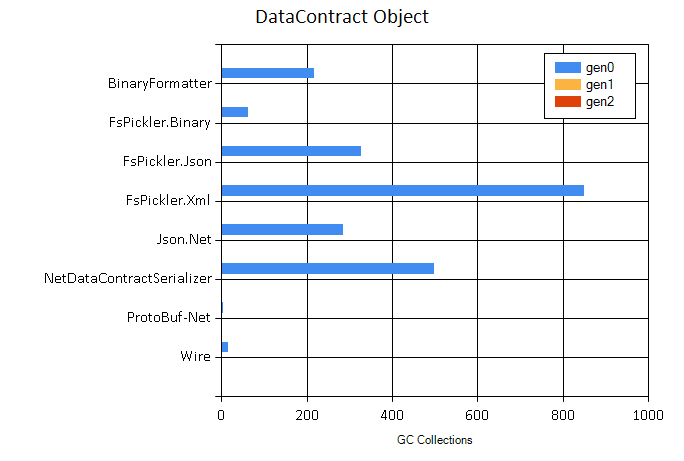 DataContract Object
gen0
gen1
gen2
BinaryFormatter
FsPickler.Binary
FsPickler.Json
FsPickler.Xml
Json.Net
NetDataContractSerializer
ProtoBuf-Net
Wire
0 200 400 600 800 1000
GC Collections